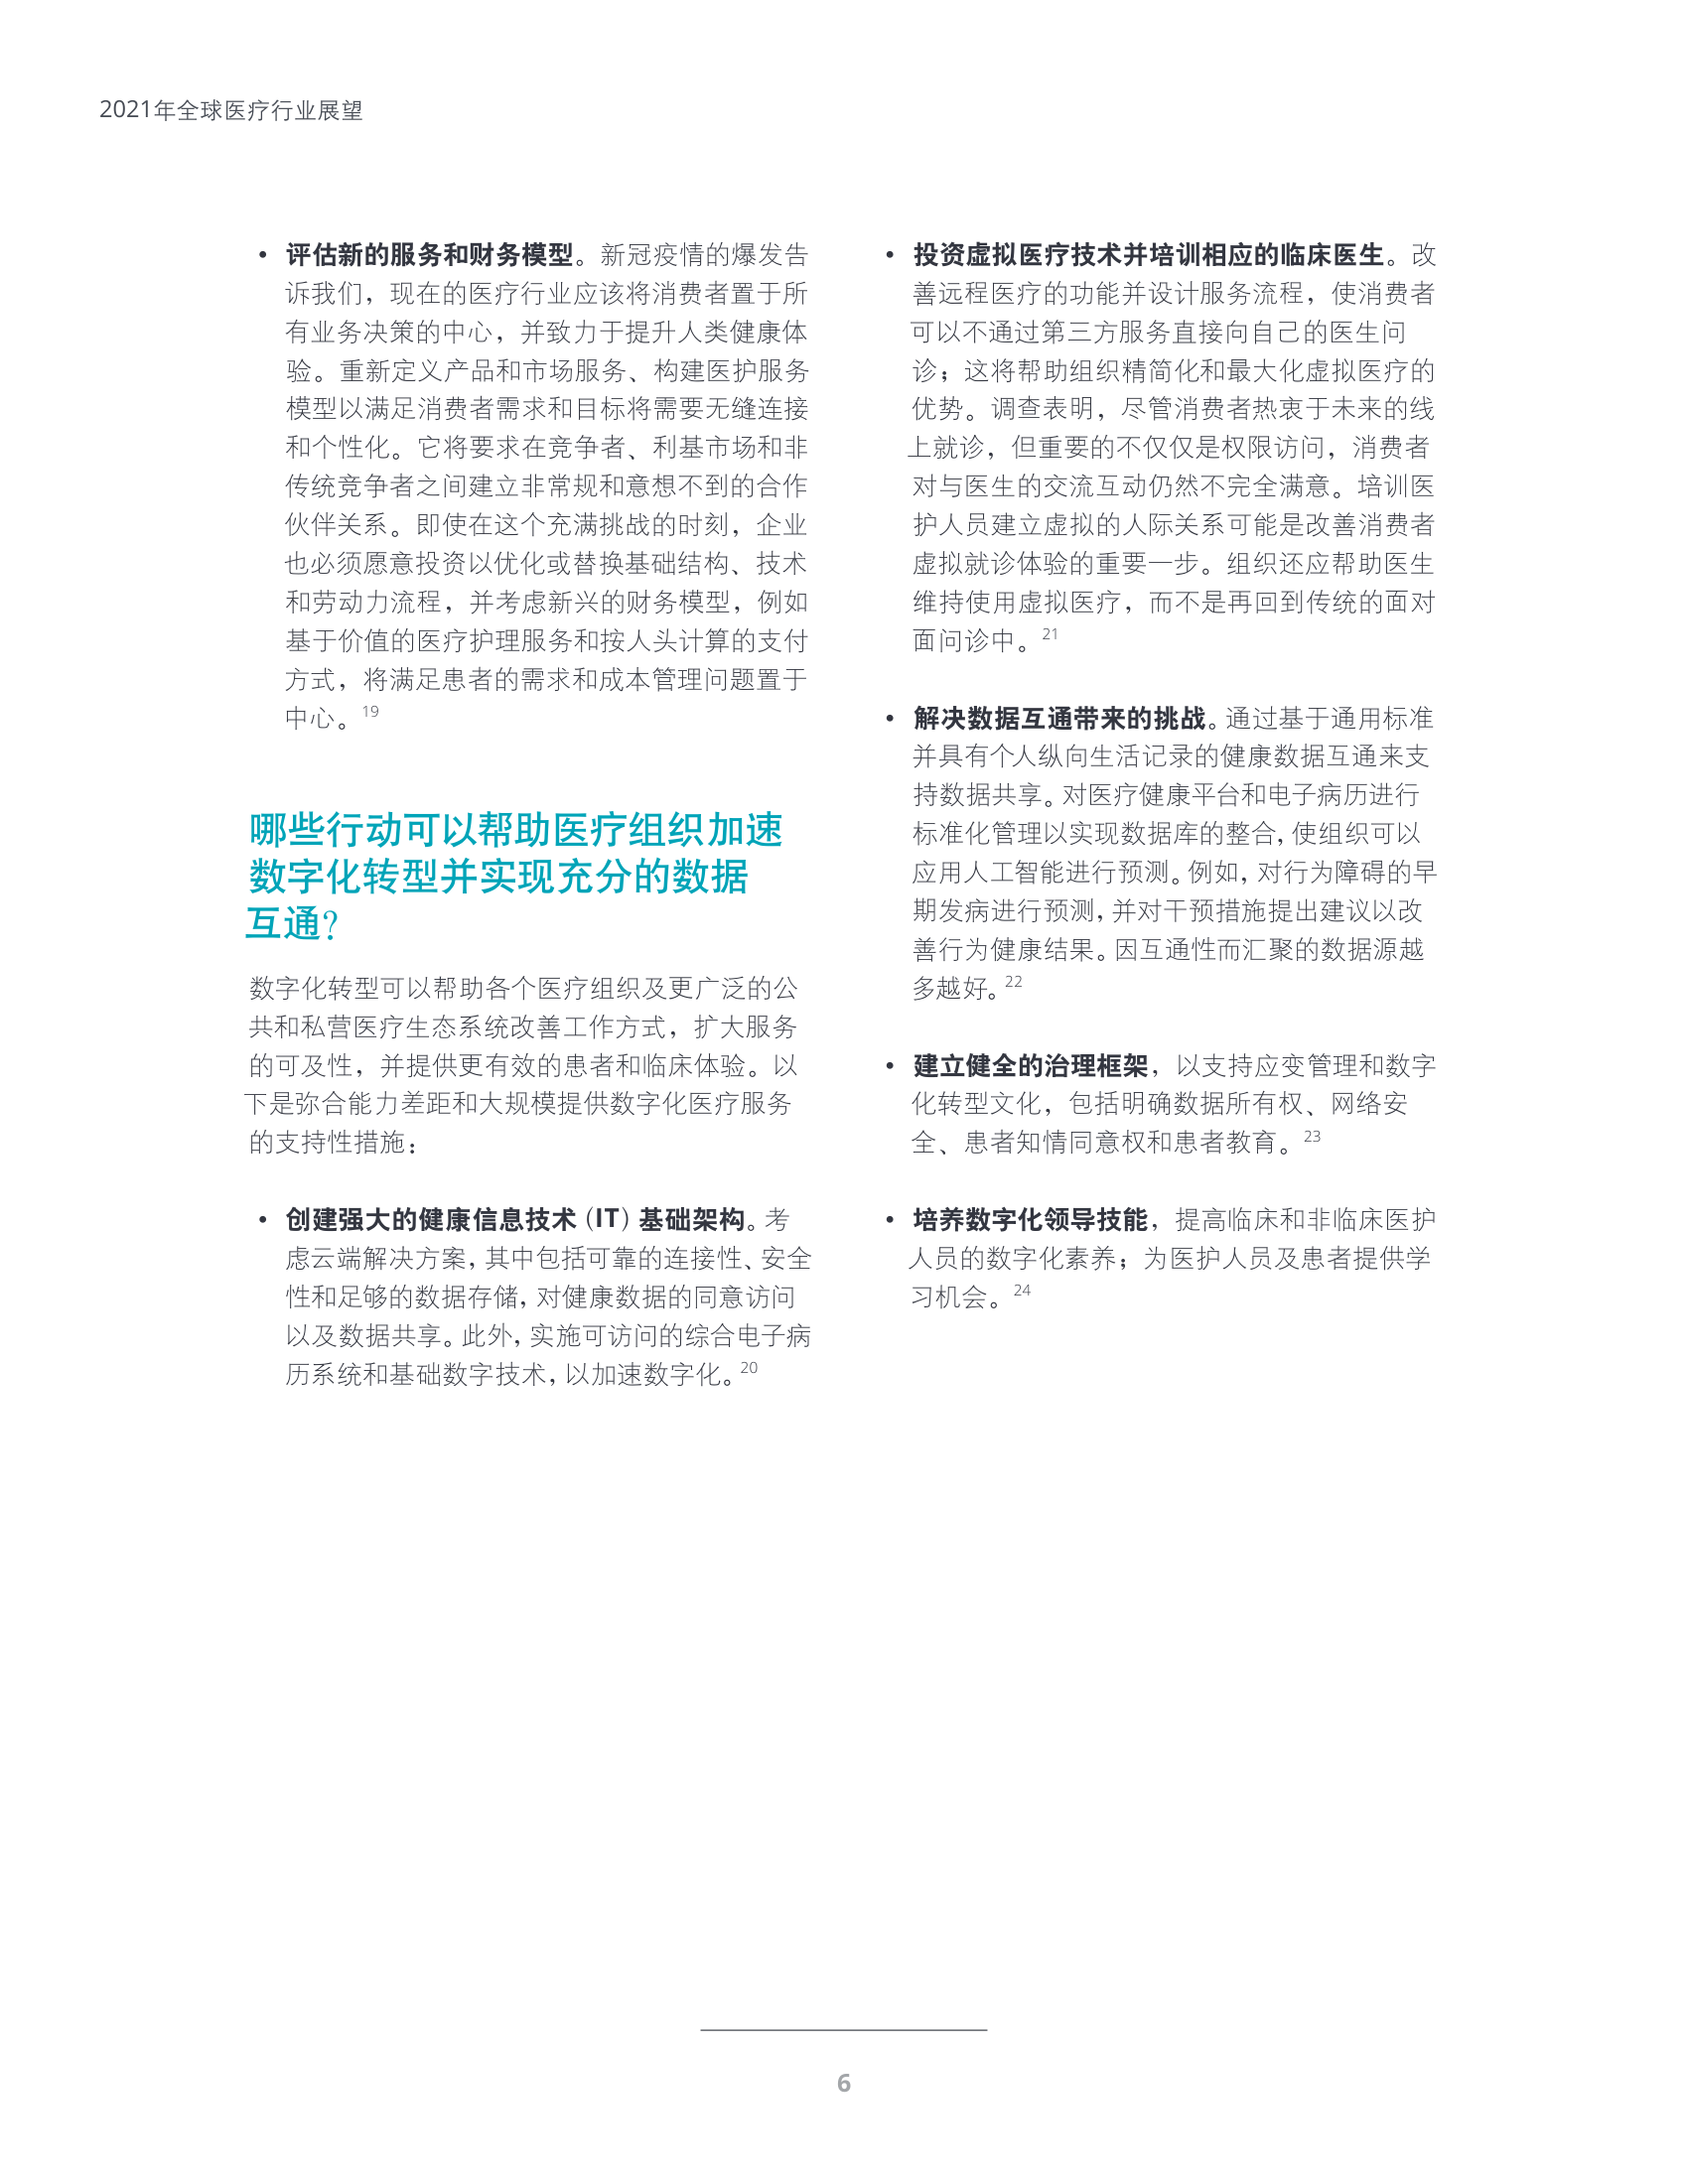 2021年全球医疗行业展望
• 评估新的服务和财务模型。新冠疫情的爆发告
诉我们，现在的医疗行业应该将消费者置于所
有业务决策的中心，并致力于提升人类健康体
验。重新定义产品和市场服务、构建医护服务
模型以满足消费者需求和目标将需要无缝连接
和个性化。它将要求在竞争者、利基市场和非
传统竞争者之间建立非常规和意想不到的合作
伙伴关系。即使在这个充满挑战的时刻，企业
也必须愿意投资以优化或替换基础结构、技术
和劳动力流程，并考虑新兴的财务模型，例如
基于价值的医疗护理服务和按人头计算的支付
方式，将满足患者的需求和成本管理问题置于
中心。19
哪些行动可以帮助医疗组织加速
数字化转型并实现充分的数据
互通？
数字化转型可以帮助各个医疗组织及更广泛的公
共和私营医疗生态系统改善工作方式，扩大服务
的可及性，并提供更有效的患者和临床体验。以
下是弥合能力差距和大规模提供数字化医疗服务
的支持性措施：
• 创建强大的健康信息技术 (IT) 基础架构。考
虑云端解决方案，其中包括可靠的连接性、安全
性和足够的数据存储，对健康数据的同意访问
以及数据共享。此外，实施可访问的综合电子病
历系统和基础数字技术，以加速数字化。20
• 投资虚拟医疗技术并培训相应的临床医生。改
善远程医疗的功能并设计服务流程，使消费者
可以不通过第三方服务直接向自己的医生问
诊；这将帮助组织精简化和最大化虚拟医疗的
优势。调查表明，尽管消费者热衷于未来的线
上就诊，但重要的不仅仅是权限访问，消费者
对与医生的交流互动仍然不完全满意。培训医
护人员建立虚拟的人际关系可能是改善消费者
虚拟就诊体验的重要一步。组织还应帮助医生
维持使用虚拟医疗，而不是再回到传统的面对
面问诊中。21
• 解决数据互通带来的挑战。通过基于通用标准
并具有个人纵向生活记录的健康数据互通来支
持数据共享。对医疗健康平台和电子病历进行
标准化管理以实现数据库的整合，使组织可以
应用人工智能进行预测。例如，对行为障碍的早
期发病进行预测，并对干预措施提出建议以改
善行为健康结果。因互通性而汇聚的数据源越
多越好。22
• 建立健全的治理框架，以支持应变管理和数字
化转型文化，包括明确数据所有权、网络安
全、患者知情同意权和患者教育。23
• 培养数字化领导技能，提高临床和非临床医护
人员的数字化素养；为医护人员及患者提供学
习机会。24
6